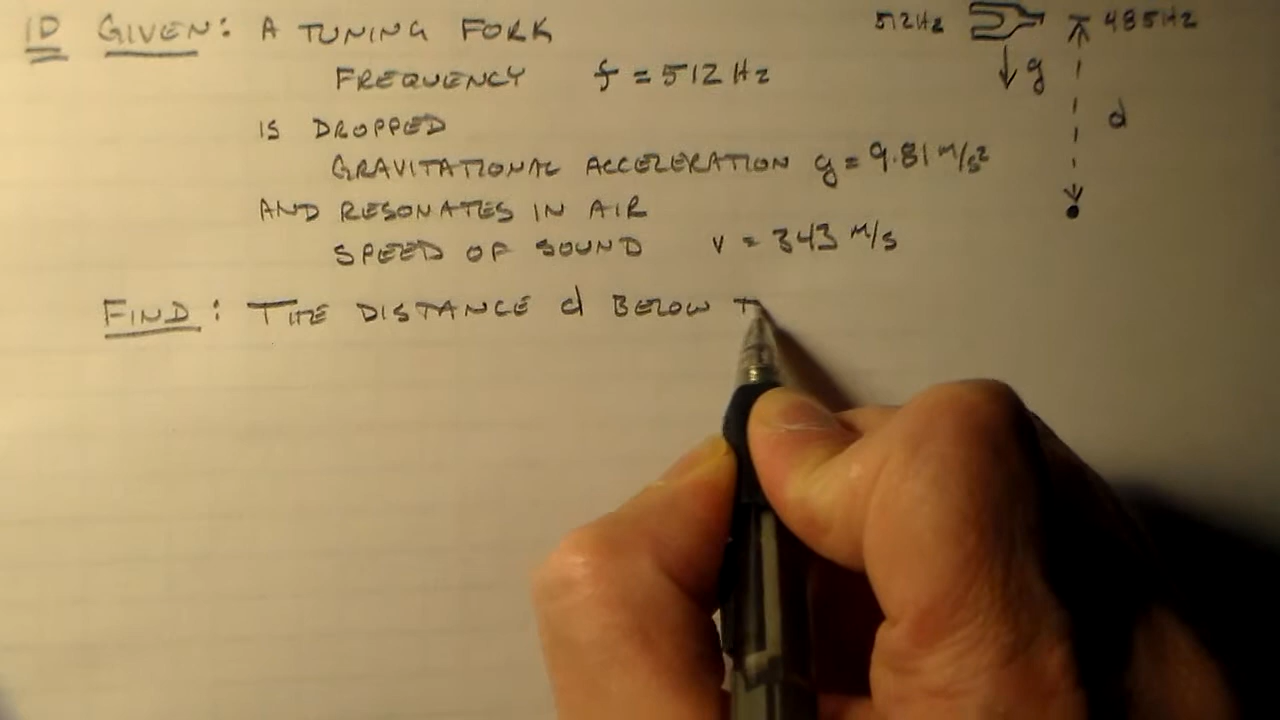 1D GIVEN: A TUNING FORK
FREQUENCY f = 512 Hz
IS DROPPED
GRAVITATIONAL ACCELERATION g = 9.81 M/S²
AND RESONATES IN AIR
SPEED OF SOUND v = 343 M/S
FIND: THE DISTANCE d BELOW T
512Hz
485Hz
g
d